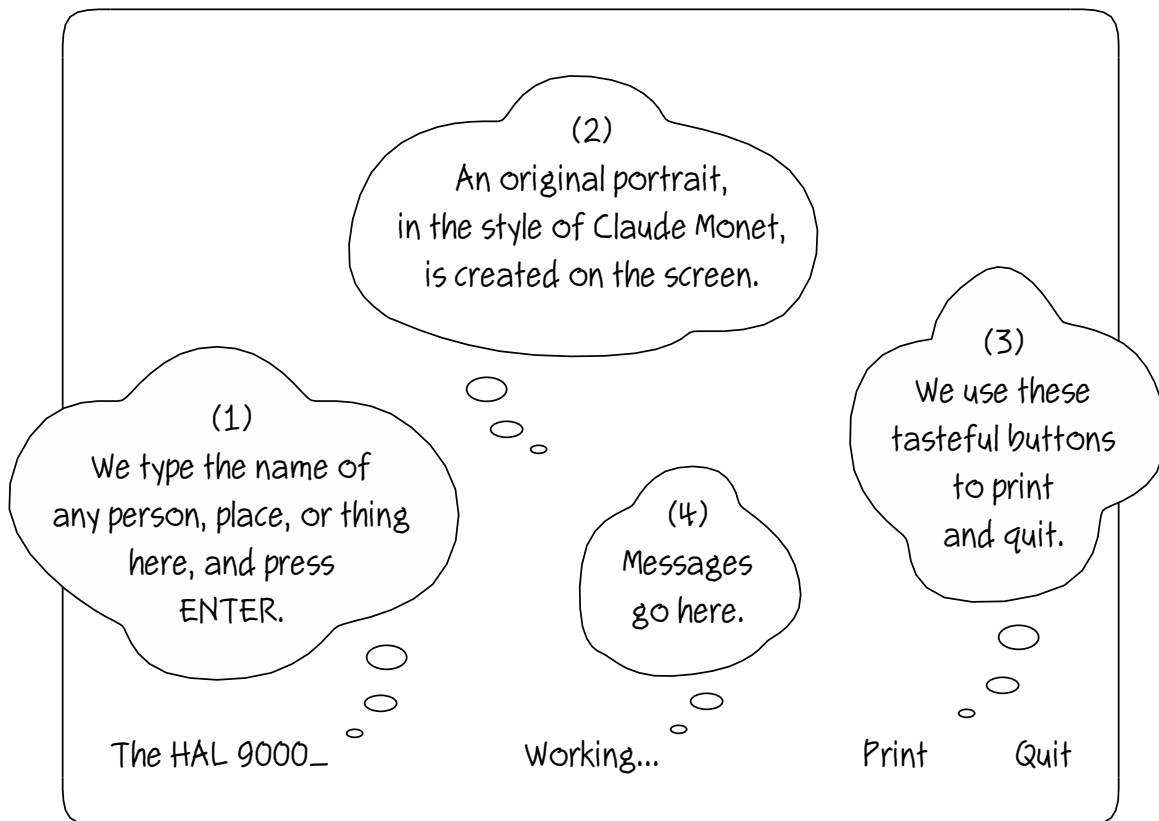 (2)
An original portrait,
in the style of Claude Monet,
is created on the screen.
(3)
We use these
tasteful buttons
to print
and quit.
(1)
We type the name of
any person, place, or thing
here, and press
ENTER.
(4)
Messages
go here.
The HAL 9000_
Working...
Print
Quit